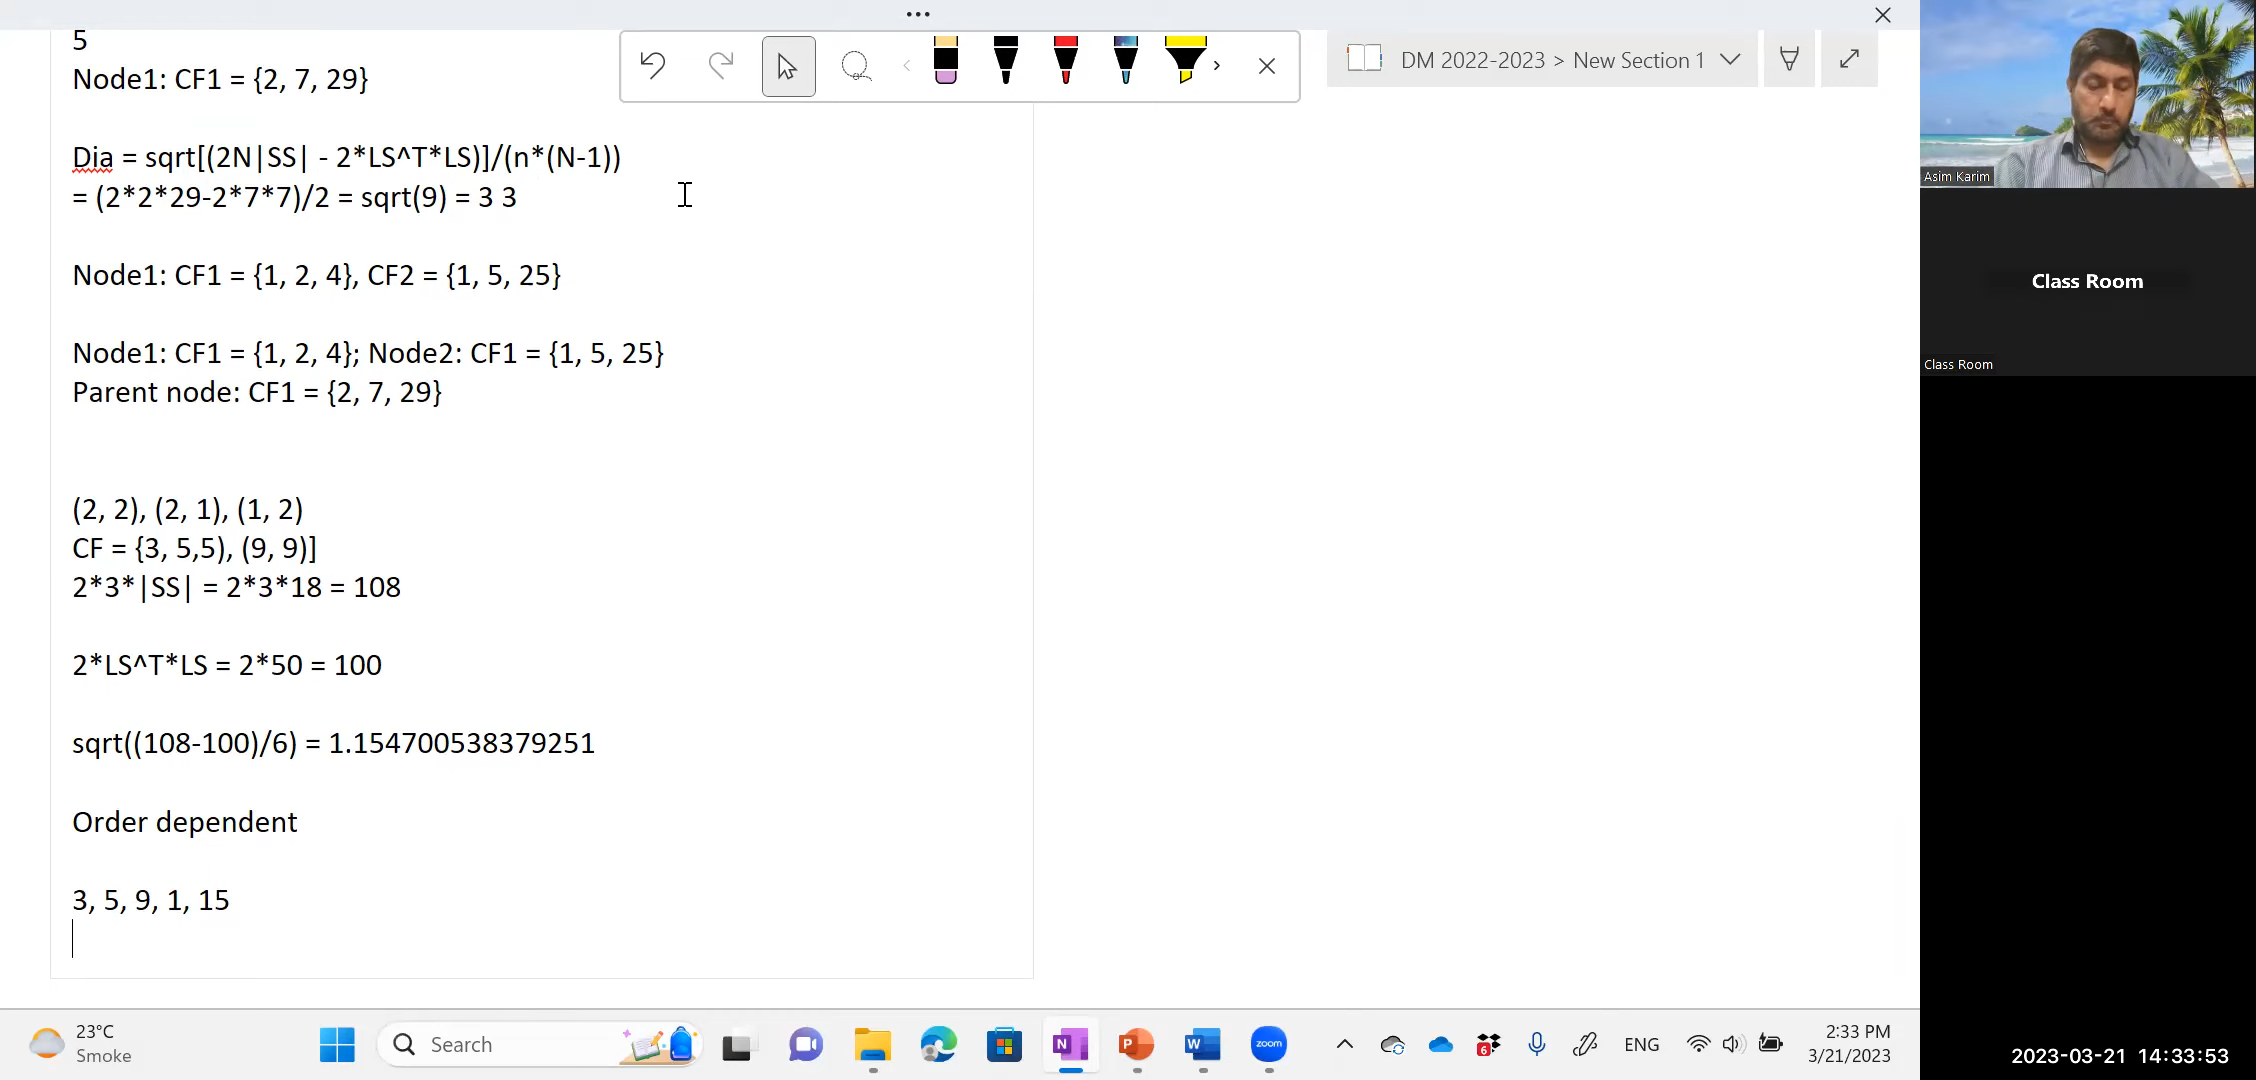 5
Node1: CF1 = {2, 7, 29}
DM 2022-2023 > New Section 1
Dia = sqrt[(2N|SS| - 2*LS^T*LS)]/(n*(N-1))
= (2*2*29-2*7*7)/2 = sqrt(9) = 3 3
Node1: CF1 = {1, 2, 4}, CF2 = {1, 5, 25}
Node1: CF1 = {1, 2, 4}; Node2: CF1 = {1, 5, 25}
Parent node: CF1 = {2, 7, 29}
(2, 2), (2, 1), (1, 2)
CF = {3, 5,5), (9, 9)]
2*3*|SS| = 2*3*18 = 108
2*LS^T*LS = 2*50 = 100
sqrt((108-100)/6) = 1.154700538379251
Order dependent
3, 5, 9, 1, 15
Asim Karim
Class Room
Class Room
23°C
Smoke
Search
N
P
W
zoom
6
ENG
2:33 PM
3/21/2023
2023-03-21 14:33:53